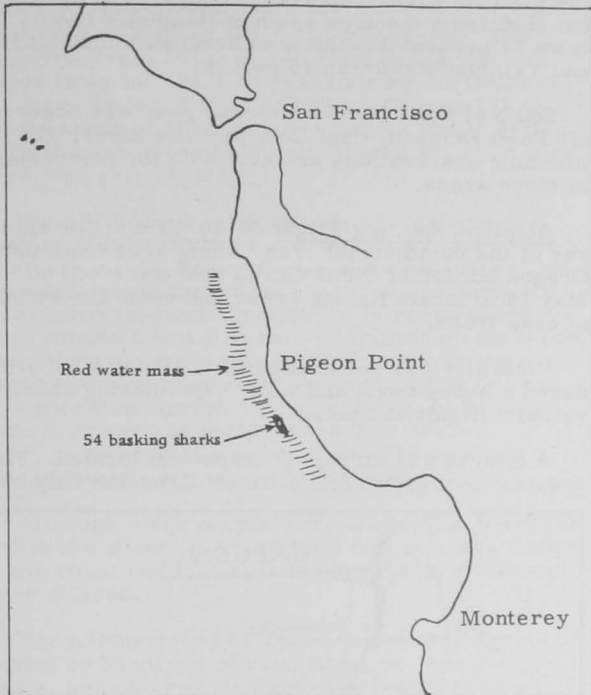 San Francisco
Pigeon Point
Red water mass
54 basking sharks
Monterey